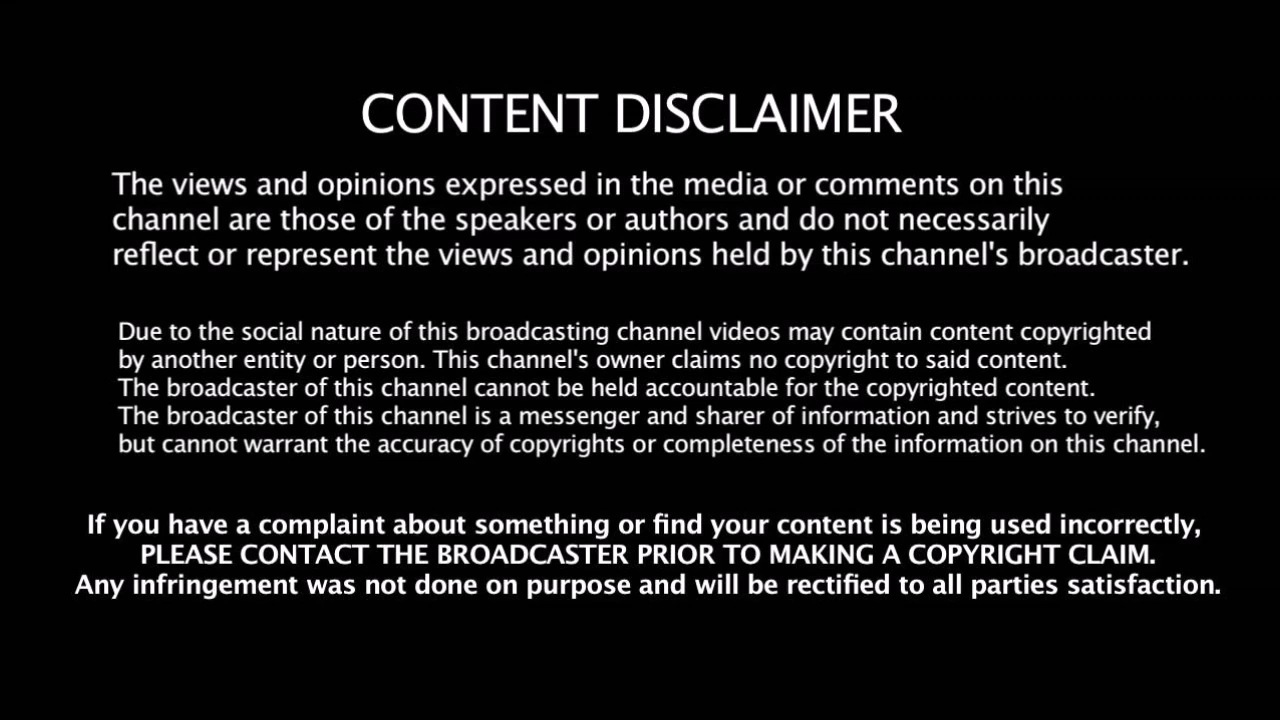 CONTENT DISCLAIMER
The views and opinions expressed in the media or comments on this
channel are those of the speakers or authors and do not necessarily
reflect or represent the views and opinions held by this channel's broadcaster.
Due to the social nature of this broadcasting channel videos may contain content copyrighted
by another entity or person. This channel's owner claims no copyright to said content.
The broadcaster of this channel cannot be held accountable for the copyrighted content.
The broadcaster of this channel is a messenger and sharer of information and strives to verify,
but cannot warrant the accuracy of copyrights or completeness of the information on this channel.
If you have a complaint about something or find your content is being used incorrectly,
PLEASE CONTACT THE BROADCASTER PRIOR TO MAKING A COPYRIGHT CLAIM.
Any infringement was not done on purpose and will be rectified to all parties satisfaction.